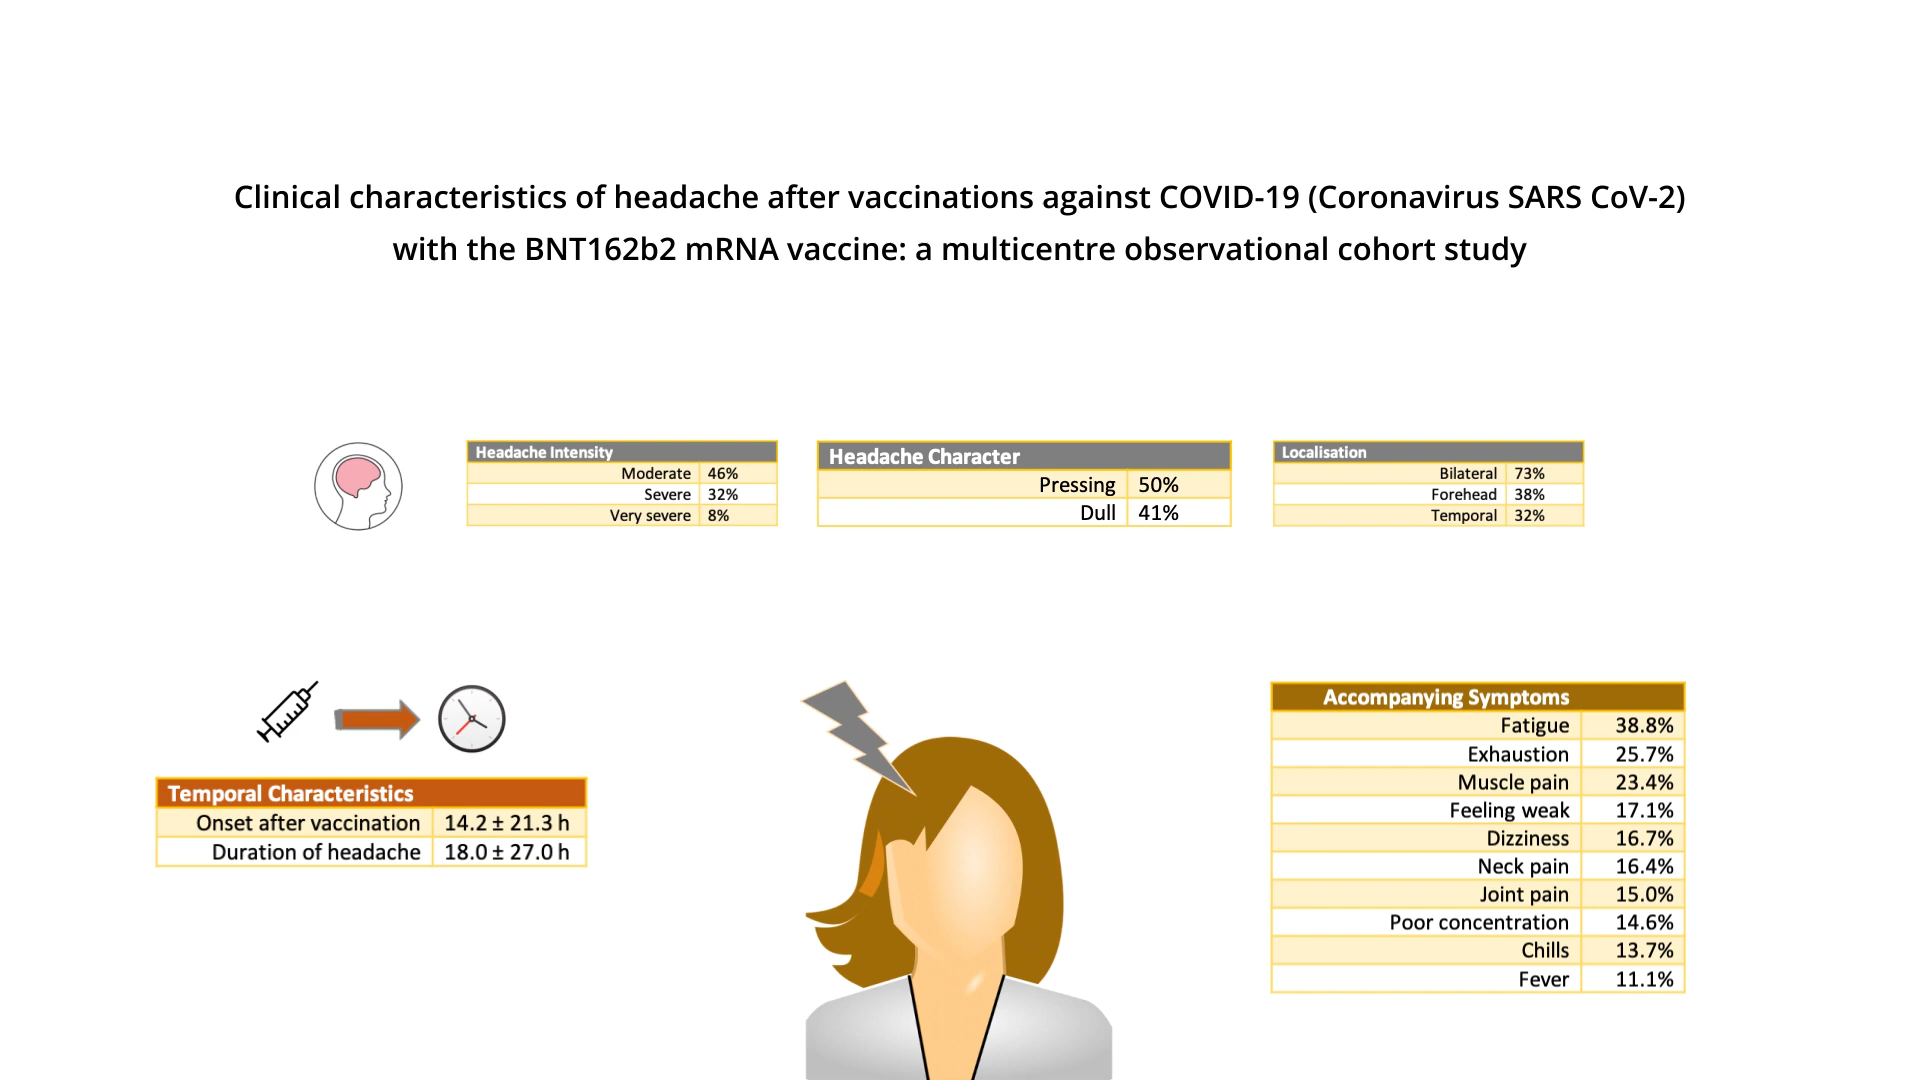 Clinical characteristics of headache after vaccinations against COVID-19 (Coronavirus SARS CoV-2)
with the BNT162b2 mRNA vaccine: a multicentre observational cohort study
Headache Intensity
Moderate 46%
Severe 32%
Very severe 8%
Headache Character
Pressing 50%
Dull 41%
Localisation
Bilateral 73%
Forehead 38%
Temporal 32%
Temporal Characteristics
Onset after vaccination 14.2 ± 21.3 h
Duration of headache 18.0 ± 27.0 h
Accompanying Symptoms
Fatigue 38.8%
Exhaustion 25.7%
Muscle pain 23.4%
Feeling weak 17.1%
Dizziness 16.7%
Neck pain 16.4%
Joint pain 15.0%
Poor concentration 14.6%
Chills 13.7%
Fever 11.1%